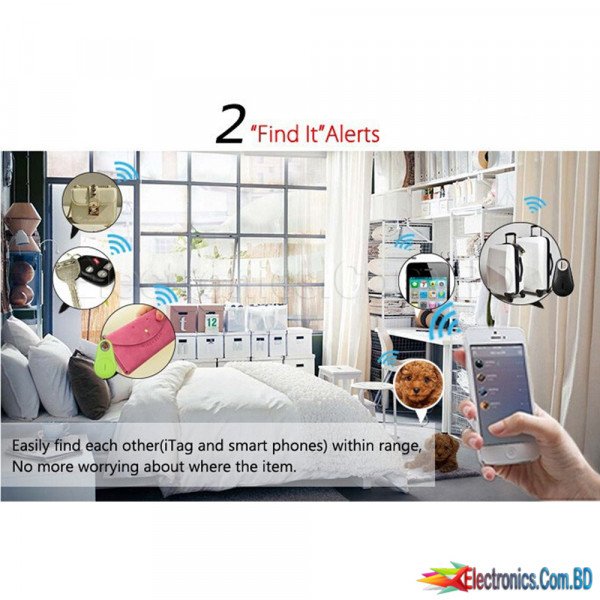 2 "Find It"Alerts
12
Easily find each other(iTag and smart phones) within range,
No more worrying about where the item.
Electronics.Com.BD